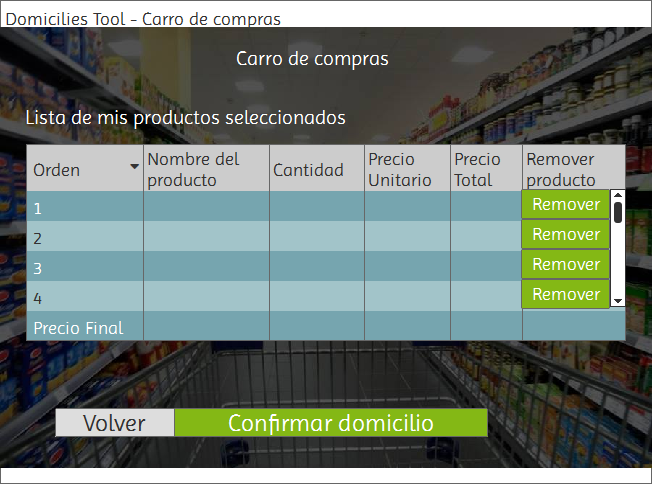 Domicilies Tool - Carro de compras
Carro de compras
Lista de mis productos seleccionados
Orden Nombre del producto Cantidad Precio Unitario Precio Total Remover producto
1 Remover
2 Remover
3 Remover
4 Remover
Precio Final
Volver Confirmar domicilio